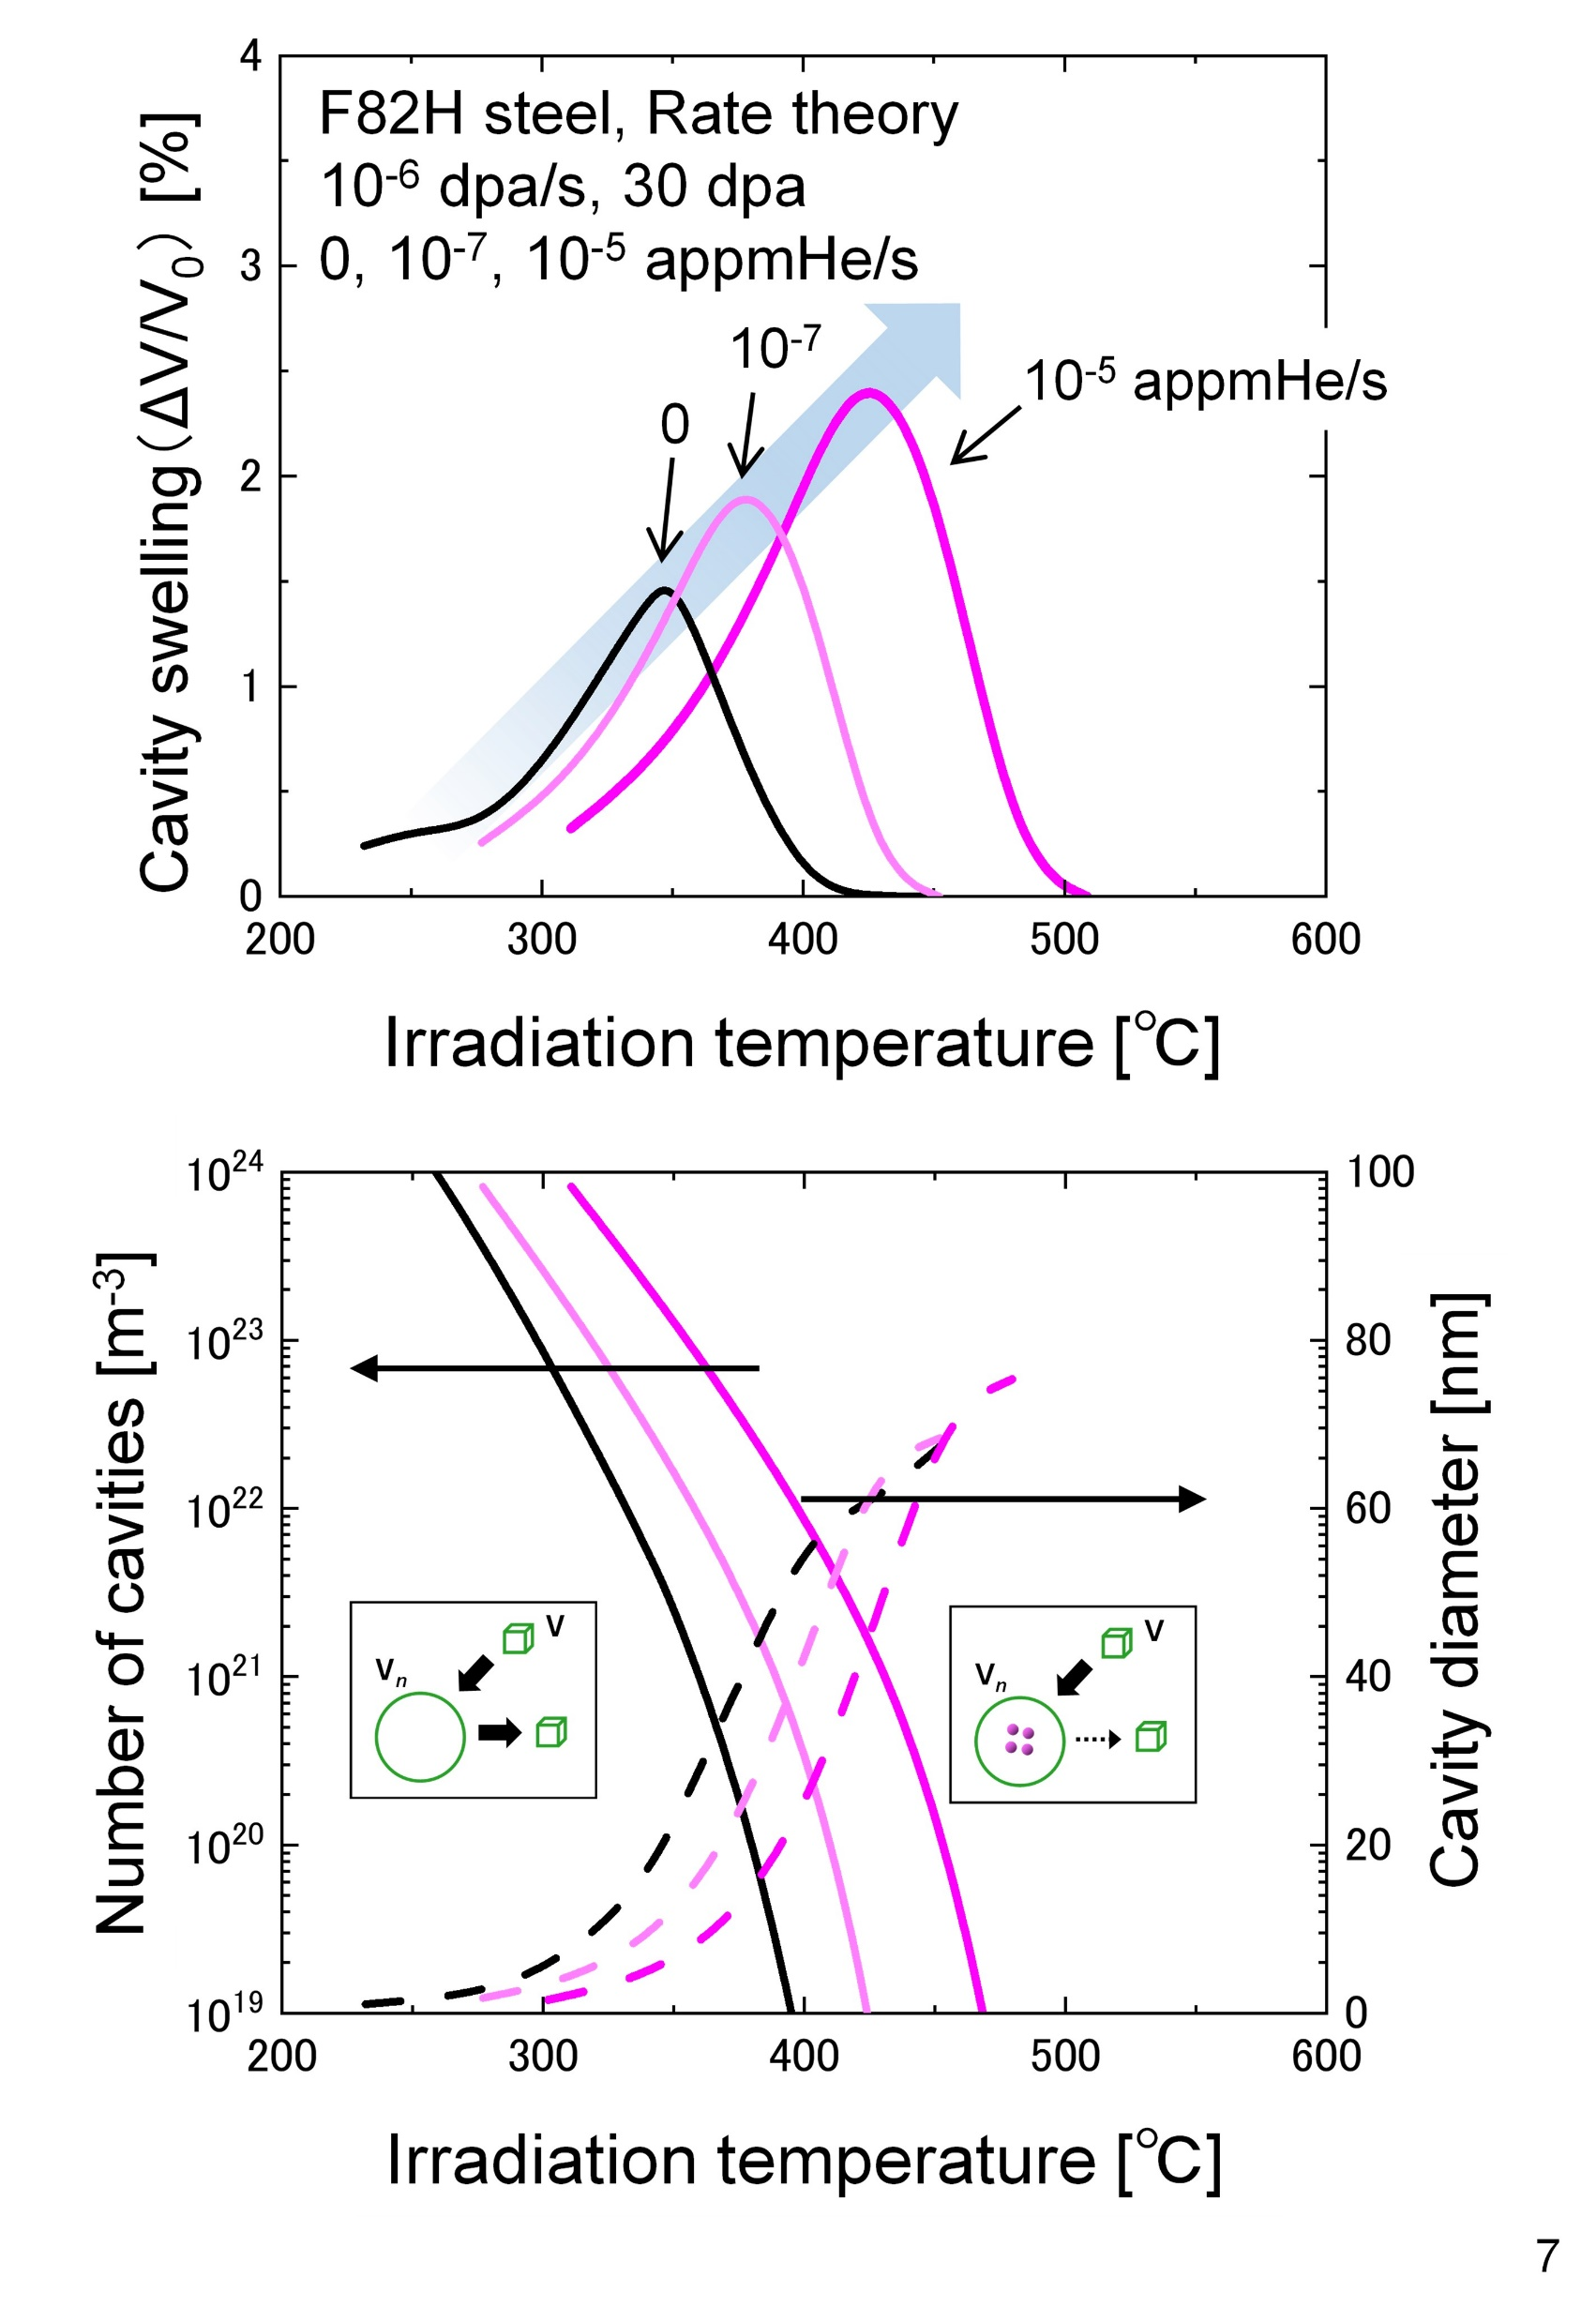 4
F82H steel, Rate theory
10⁻⁶ dpa/s, 30 dpa
0, 10⁻⁷, 10⁻⁵ appmHe/s
3
10⁻⁷
10⁻⁵ appmHe/s
0
2
1
0
Cavity swelling (ΔV/V₀) [%]
200 300 400 500 600
Irradiation temperature [°C]
10²⁴
10²³
10²²
10²¹
10²⁰
10¹⁹
Number of cavities [m⁻³]
V
Vₙ
V
Vₙ
100
80
60
40
20
0
Cavity diameter [nm]
200 300 400 500 600
Irradiation temperature [°C]
7